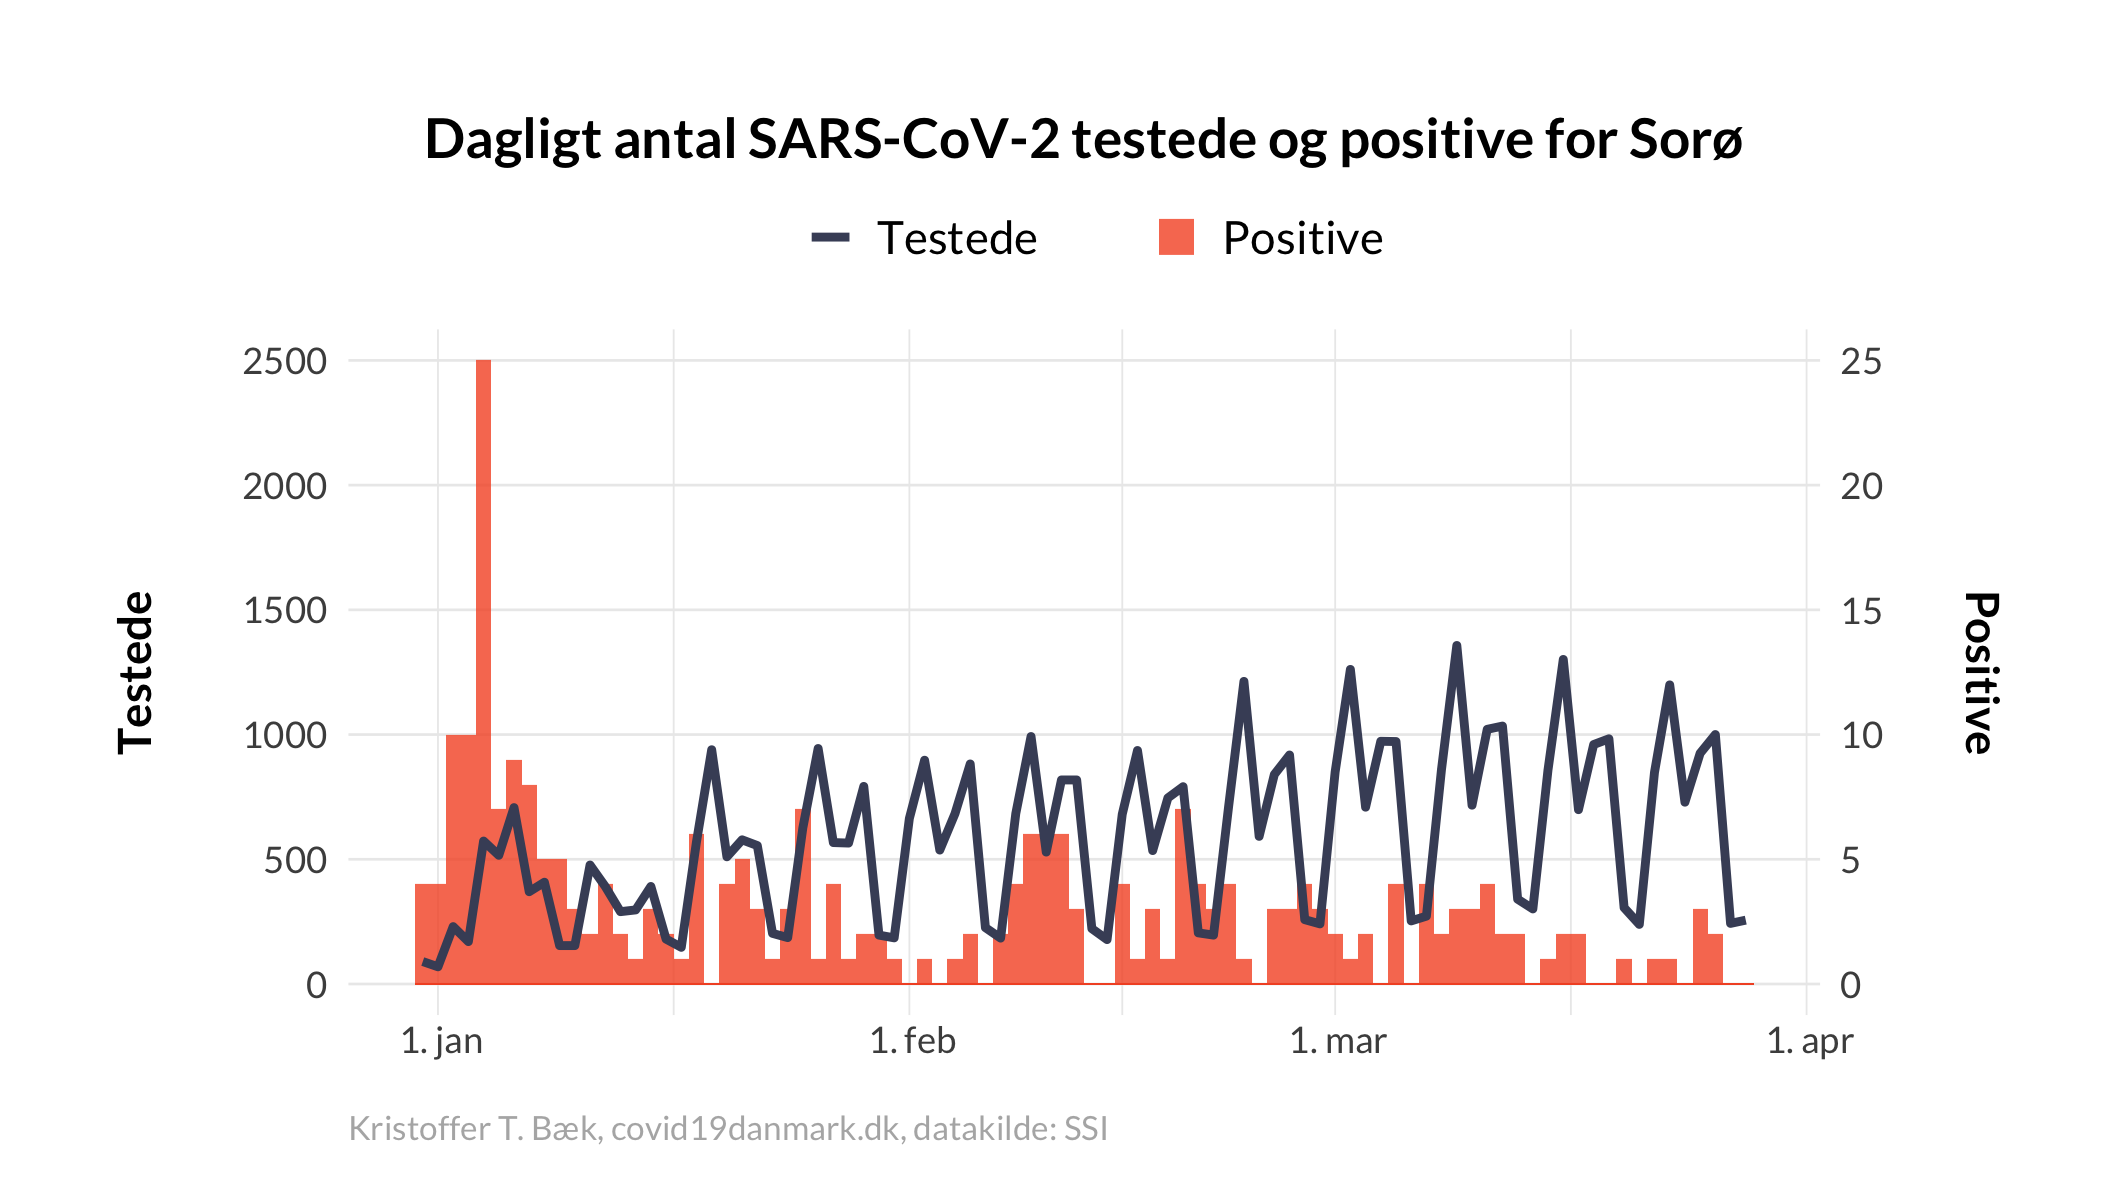 Dagligt antal SARS-CoV-2 testede og positive for Sorø
Testede Positive
2500 25
2000 20
1500 15
1000 10
500 5
0 0
Testede
Positive
1. jan 1. feb 1. mar 1. apr
Kristoffer T. Bæk, covid19danmark.dk, datakilde: SSI